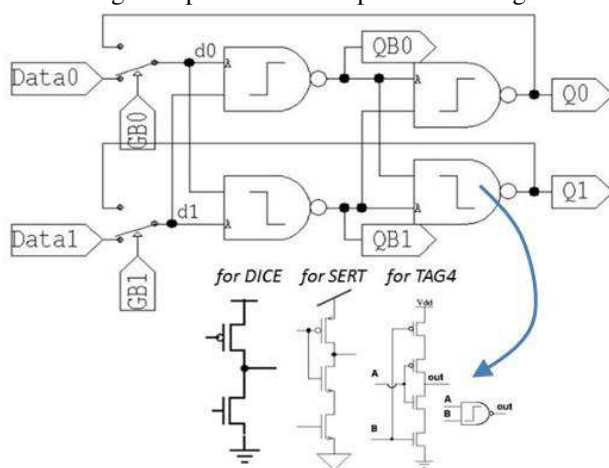 QB0
d0
A
A
Data0
Q0
GB0
Q1
d1
A
A
Data1
QB1
GB1
for DICE for SERT for TAG4
Vdd
A
out
B
A
B
out